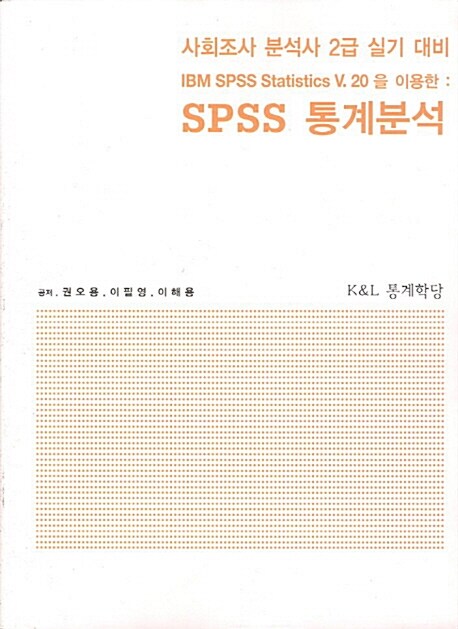 사회조사 분석사 2급 실기 대비
IBM SPSS Statistics V. 20 을 이용한 :
SPSS 통계분석
공저 . 권오용 . 이필영 . 이해용
K&L 통계학당